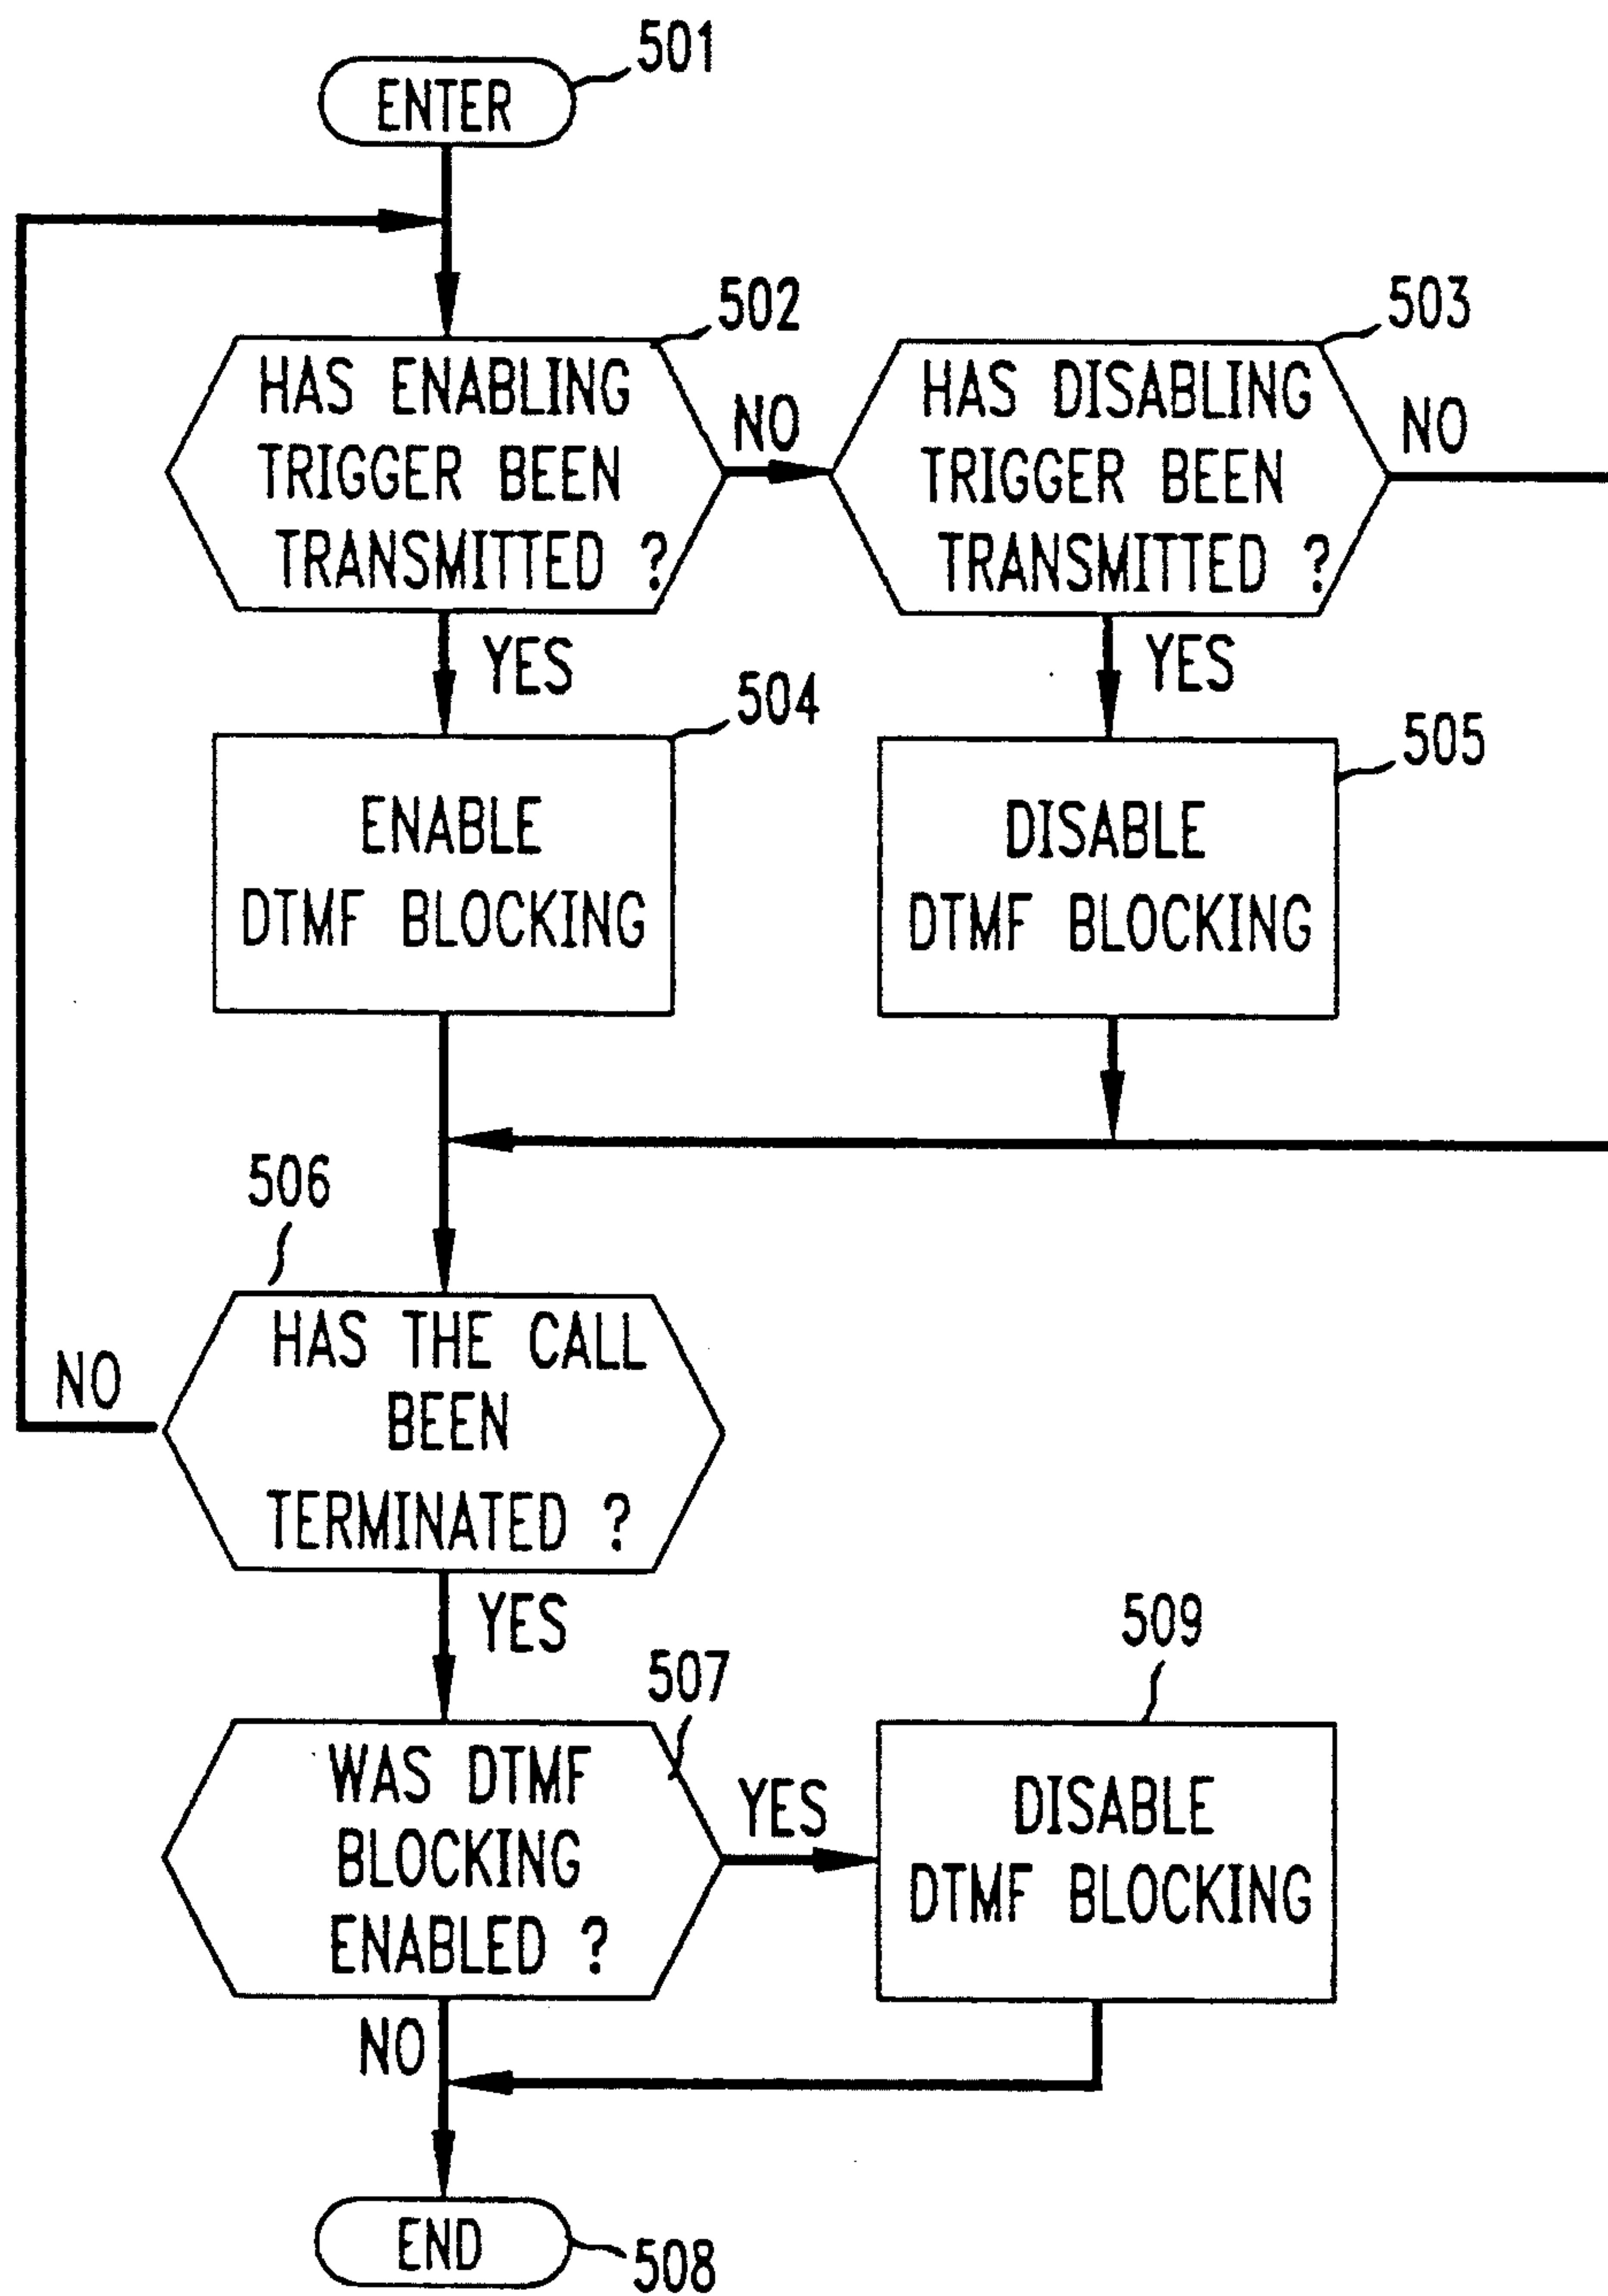 501
ENTER
502
503
HAS ENABLING
TRIGGER BEEN
TRANSMITTED ?
NO
HAS DISABLING
TRIGGER BEEN
TRANSMITTED ?
NO
YES
YES
504
505
ENABLE
DTMF BLOCKING
DISABLE
DTMF BLOCKING
506
HAS THE CALL
BEEN
TERMINATED ?
NO
YES
507
509
WAS DTMF
BLOCKING
ENABLED ?
YES
DISABLE
DTMF BLOCKING
NO
END
508